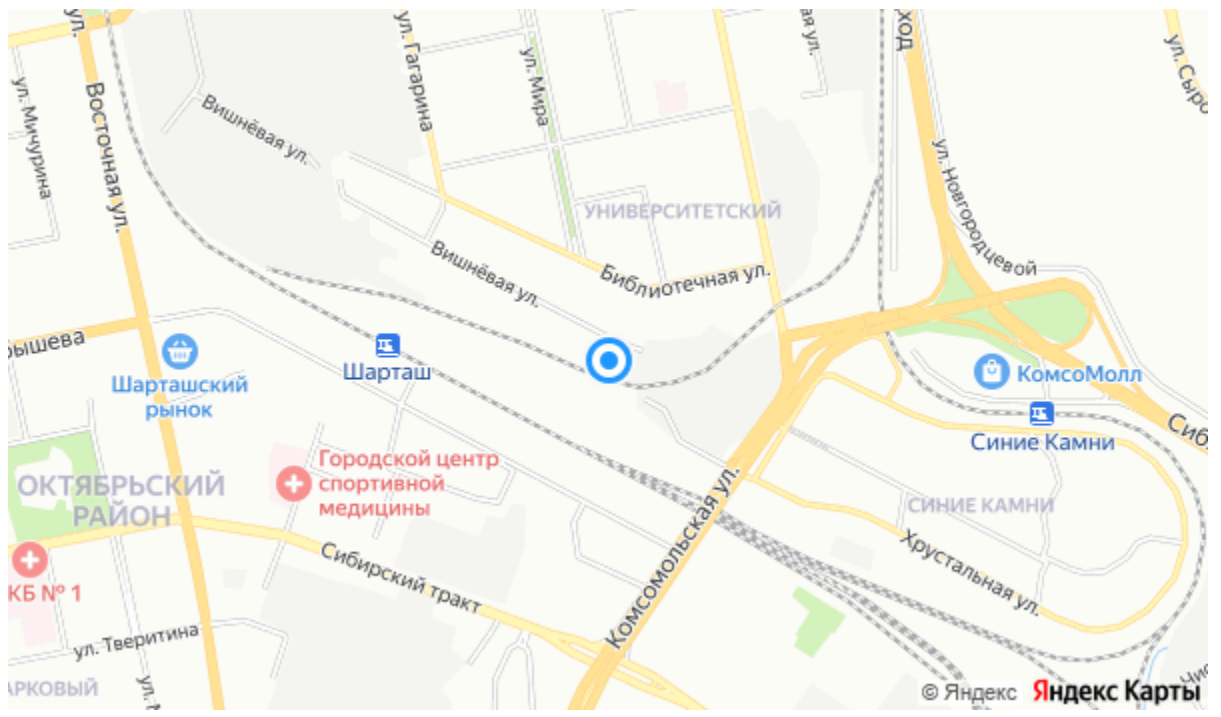 ул.
ул. Гагарина
ул. Мира
ая ул.
ход
ул. Сыро
ул. Мичурина
Восточная ул.
Вишнёвая ул.
ул. Новгородцевой
УНИВЕРСИТЕТСКИЙ
Вишнёвая ул.
Библиотечная ул.
рышева
Шарташ
Шарташский
рынок
КомсоМолл
Синие Камни
Сиб
Городской центр
спортивной
медицины
ОКТЯБРЬСКИЙ
РАЙОН
СИНИЕ КАМНИ
Комсомольская ул.
Хрустальная ул.
Сибирский тракт
КБ № 1
ул. Тверитина
АРКОВЫЙ
ул. М
Чис
© Яндекс Яндекс Карты